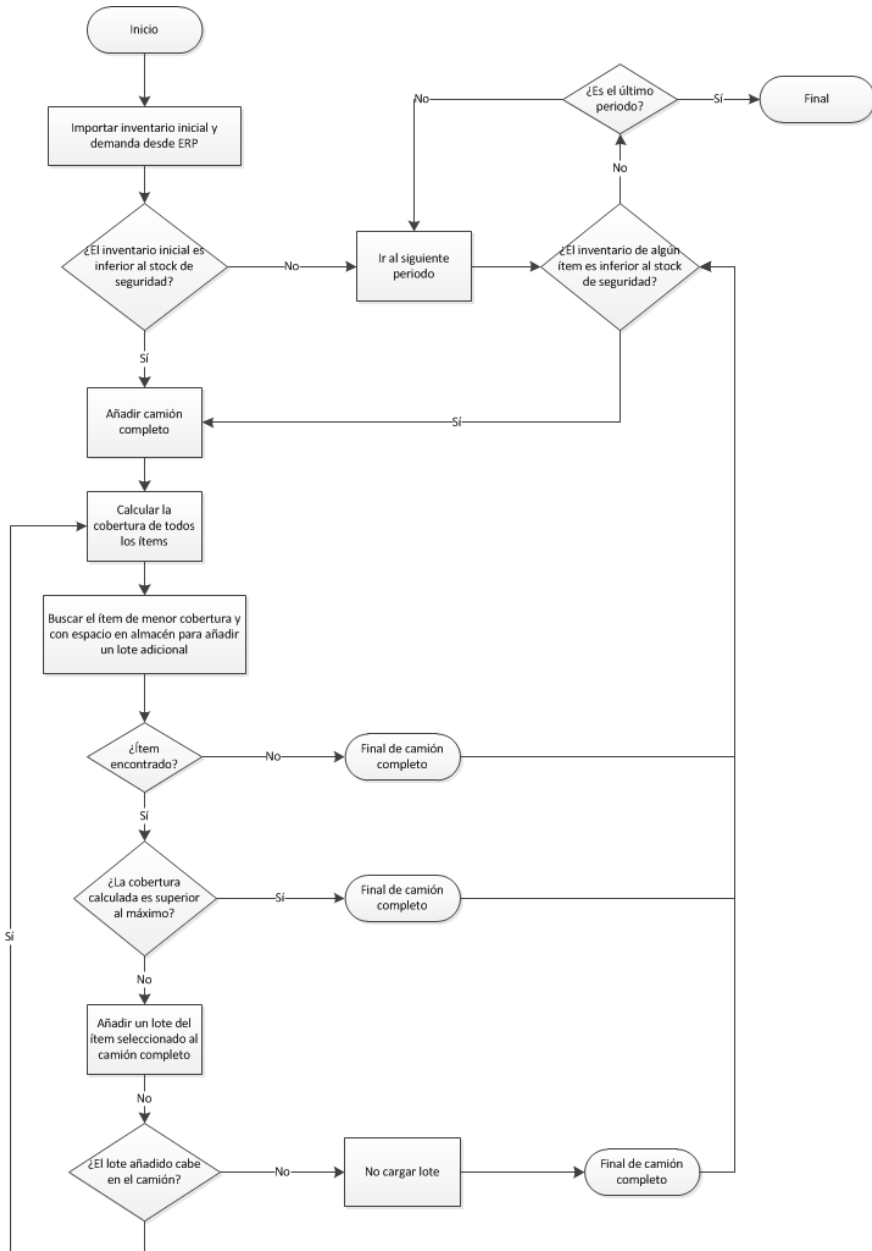 Inicio
¿Es el último
periodo?
No
Sí
Final
Importar inventario inicial y
demanda desde ERP
No
¿El inventario inicial es
inferior al stock de
seguridad?
No
Ir al siguiente
periodo
¿El inventario de algún
ítem es inferior al stock
de seguridad?
Sí
Añadir camión
completo
Sí
Calcular la
cobertura de todos
los ítems
Buscar el ítem de menor cobertura y
con espacio en almacén para añadir
un lote adicional
¿Ítem
encontrado?
No
Final de camión
completo
Sí
¿La cobertura
calculada es superior
al máximo?
Sí
Final de camión
completo
Sí
No
Añadir un lote del
ítem seleccionado al
camión completo
No
¿El lote añadido cabe
en el camión?
No
No cargar lote
Final de camión
completo